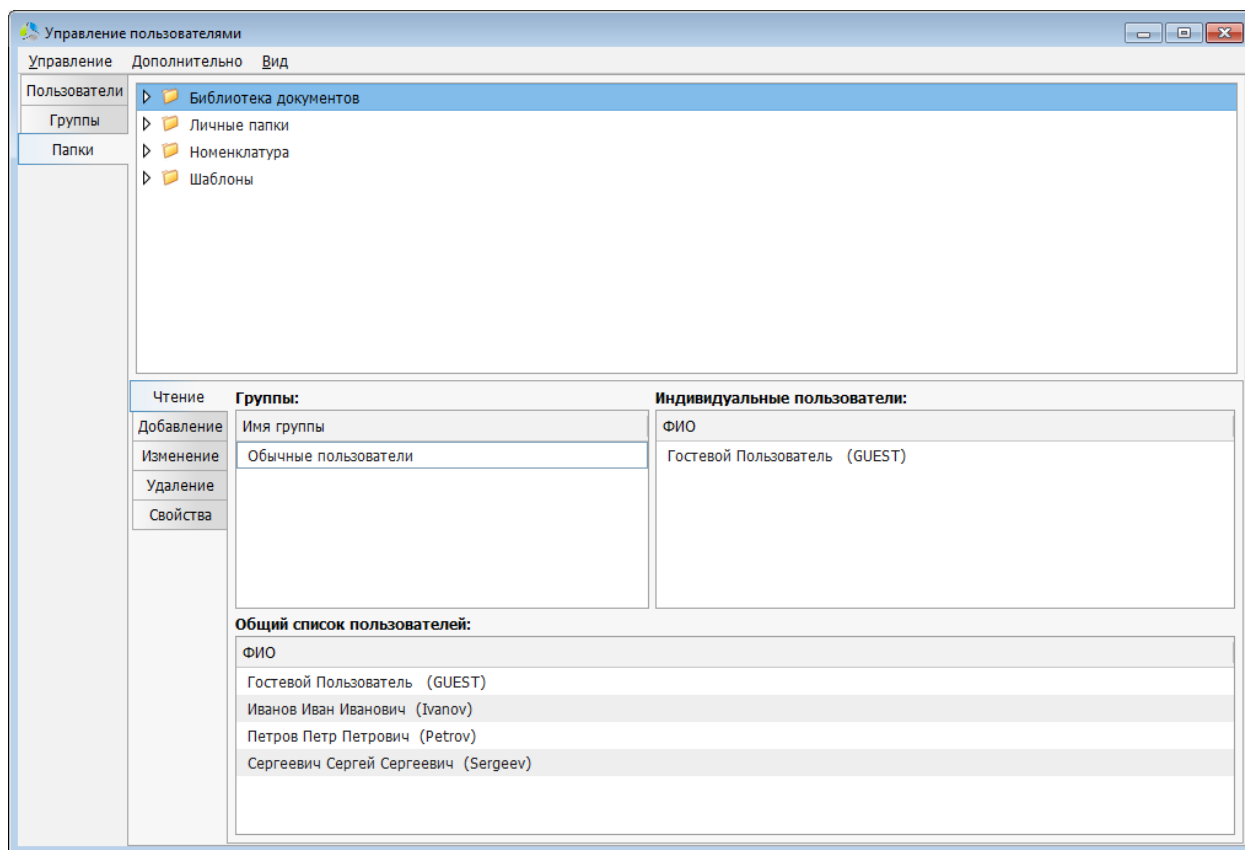 Управление пользователями
Управление Дополнительно Вид
Пользователи
Группы
Папки
Библиотека документов
Личные папки
Номенклатура
Шаблоны
Чтение
Добавление
Изменение
Удаление
Свойства
Группы:
Имя группы
Обычные пользователи
Индивидуальные пользователи:
ФИО
Гостевой Пользователь (GUEST)
Общий список пользователей:
ФИО
Гостевой Пользователь (GUEST)
Иванов Иван Иванович (Ivanov)
Петров Петр Петрович (Petrov)
Сергеевич Сергей Сергеевич (Sergeev)